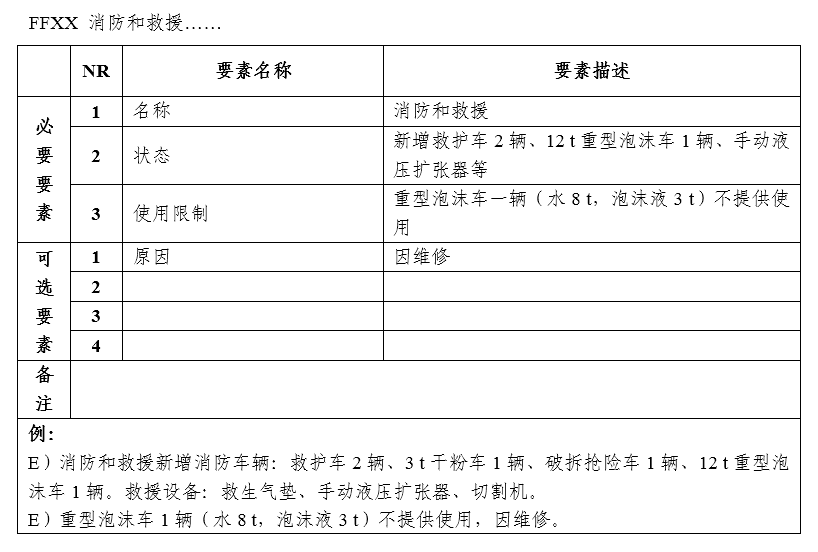 FFXX 消防和救援……
NR 要素名称 要素描述
必要要素
1 名称 消防和救援
2 状态 新增救护车 2 辆、12 t 重型泡沫车 1 辆、手动液
压扩张器等
3 使用限制 重型泡沫车一辆（水 8 t，泡沫液 3 t）不提供使
用
可选要素
1 原因 因维修
2
3
4
备注
例：
E）消防和救援新增消防车辆：救护车 2 辆、3 t 干粉车 1 辆、破拆抢险车 1 辆、12 t 重型泡
沫车 1 辆。救援设备：救生气垫、手动液压扩张器、切割机。
E）重型泡沫车 1 辆（水 8 t，泡沫液 3 t）不提供使用，因维修。